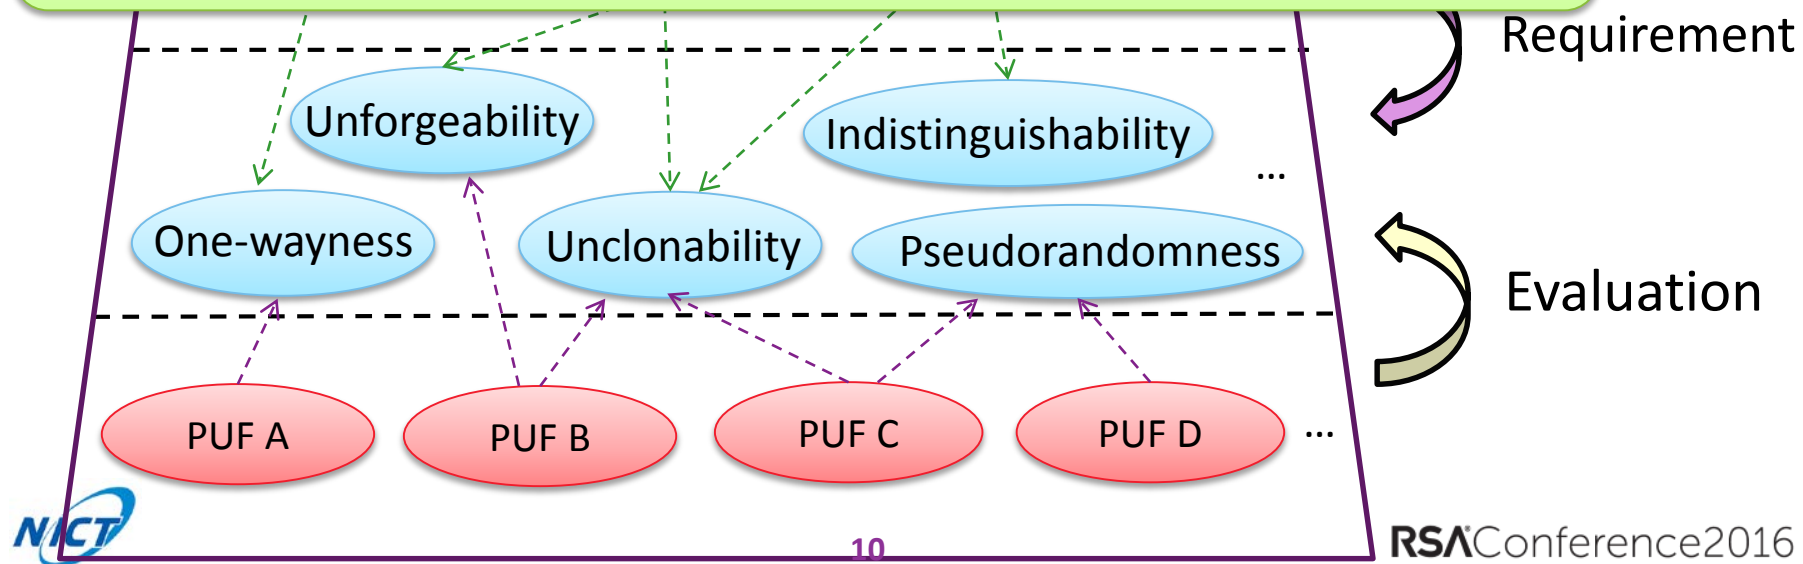 Requirement
Unforgeability
Indistinguishability
...
One-wayness
Unclonability
Pseudorandomness
Evaluation
PUF A
PUF B
PUF C
PUF D
...
NICT
10
RSAConference2016